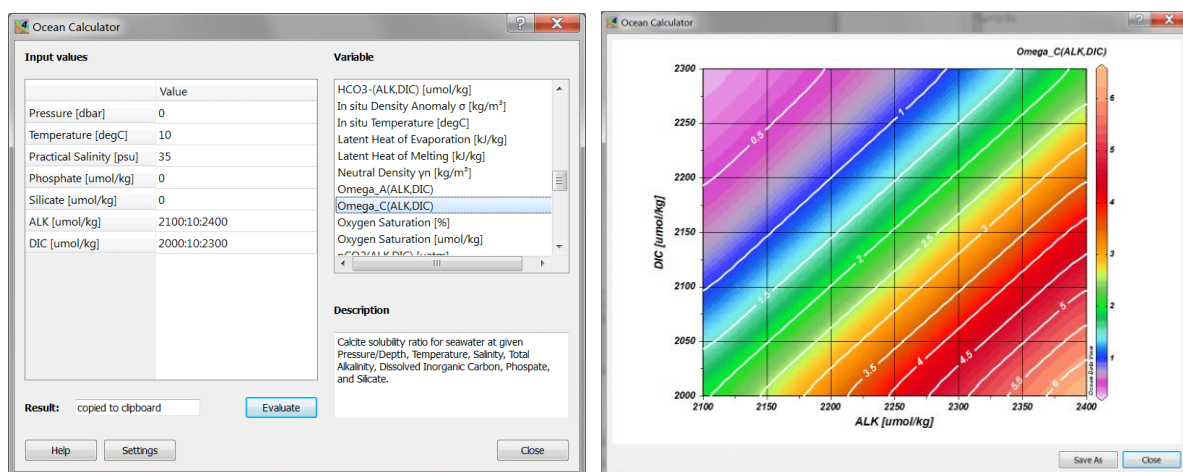 Ocean Calculator
Input values
Value
Pressure [dbar] 0
Temperature [degC] 10
Practical Salinity [psu] 35
Phosphate [umol/kg] 0
Silicate [umol/kg] 0
ALK [umol/kg] 2100:10:2400
DIC [umol/kg] 2000:10:2300
Result: copied to clipboard
Evaluate
Help
Settings
Variable
HCO3-(ALK,DIC) [umol/kg]
In situ Density Anomaly σ [kg/m³]
In situ Temperature [degC]
Latent Heat of Evaporation [kJ/kg]
Latent Heat of Melting [kJ/kg]
Neutral Density γn [kg/m³]
Omega_A(ALK,DIC)
Omega_C(ALK,DIC)
Oxygen Saturation [%]
Oxygen Saturation [umol/kg]
pCO2(ALK,DIC) [uatm]
Description
Calcite solubility ratio for seawater at given
Pressure/Depth, Temperature, Salinity, Total
Alkalinity, Dissolved Inorganic Carbon, Phospate,
and Silicate.
Close
Ocean Calculator
Omega_C(ALK,DIC)
2300
2250
2200
2150
2100
2050
2000
DIC [umol/kg]
0.5
1
1.5
2
2.5
3
3.5
4
4.5
5
5.5
6
2100
2150
2200
2250
2300
2350
2400
ALK [umol/kg]
6
5
4
3
2
1
Ocean Data View
Save As
Close